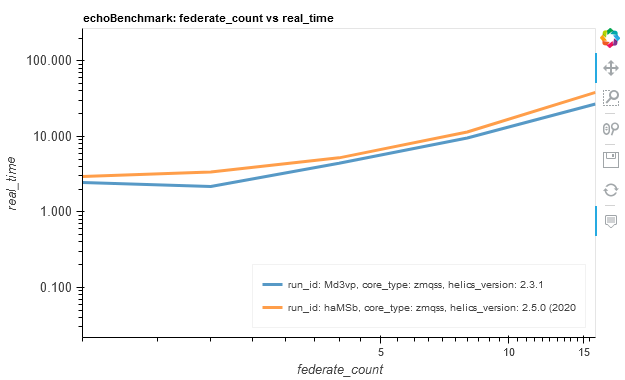 echoBenchmark: federate_count vs real_time
100.000
10.000
1.000
0.100
real_time
run_id: Md3vp, core_type: zmqss, helics_version: 2.3.1
run_id: haMSb, core_type: zmqss, helics_version: 2.5.0 (2020
5 10 15
federate_count